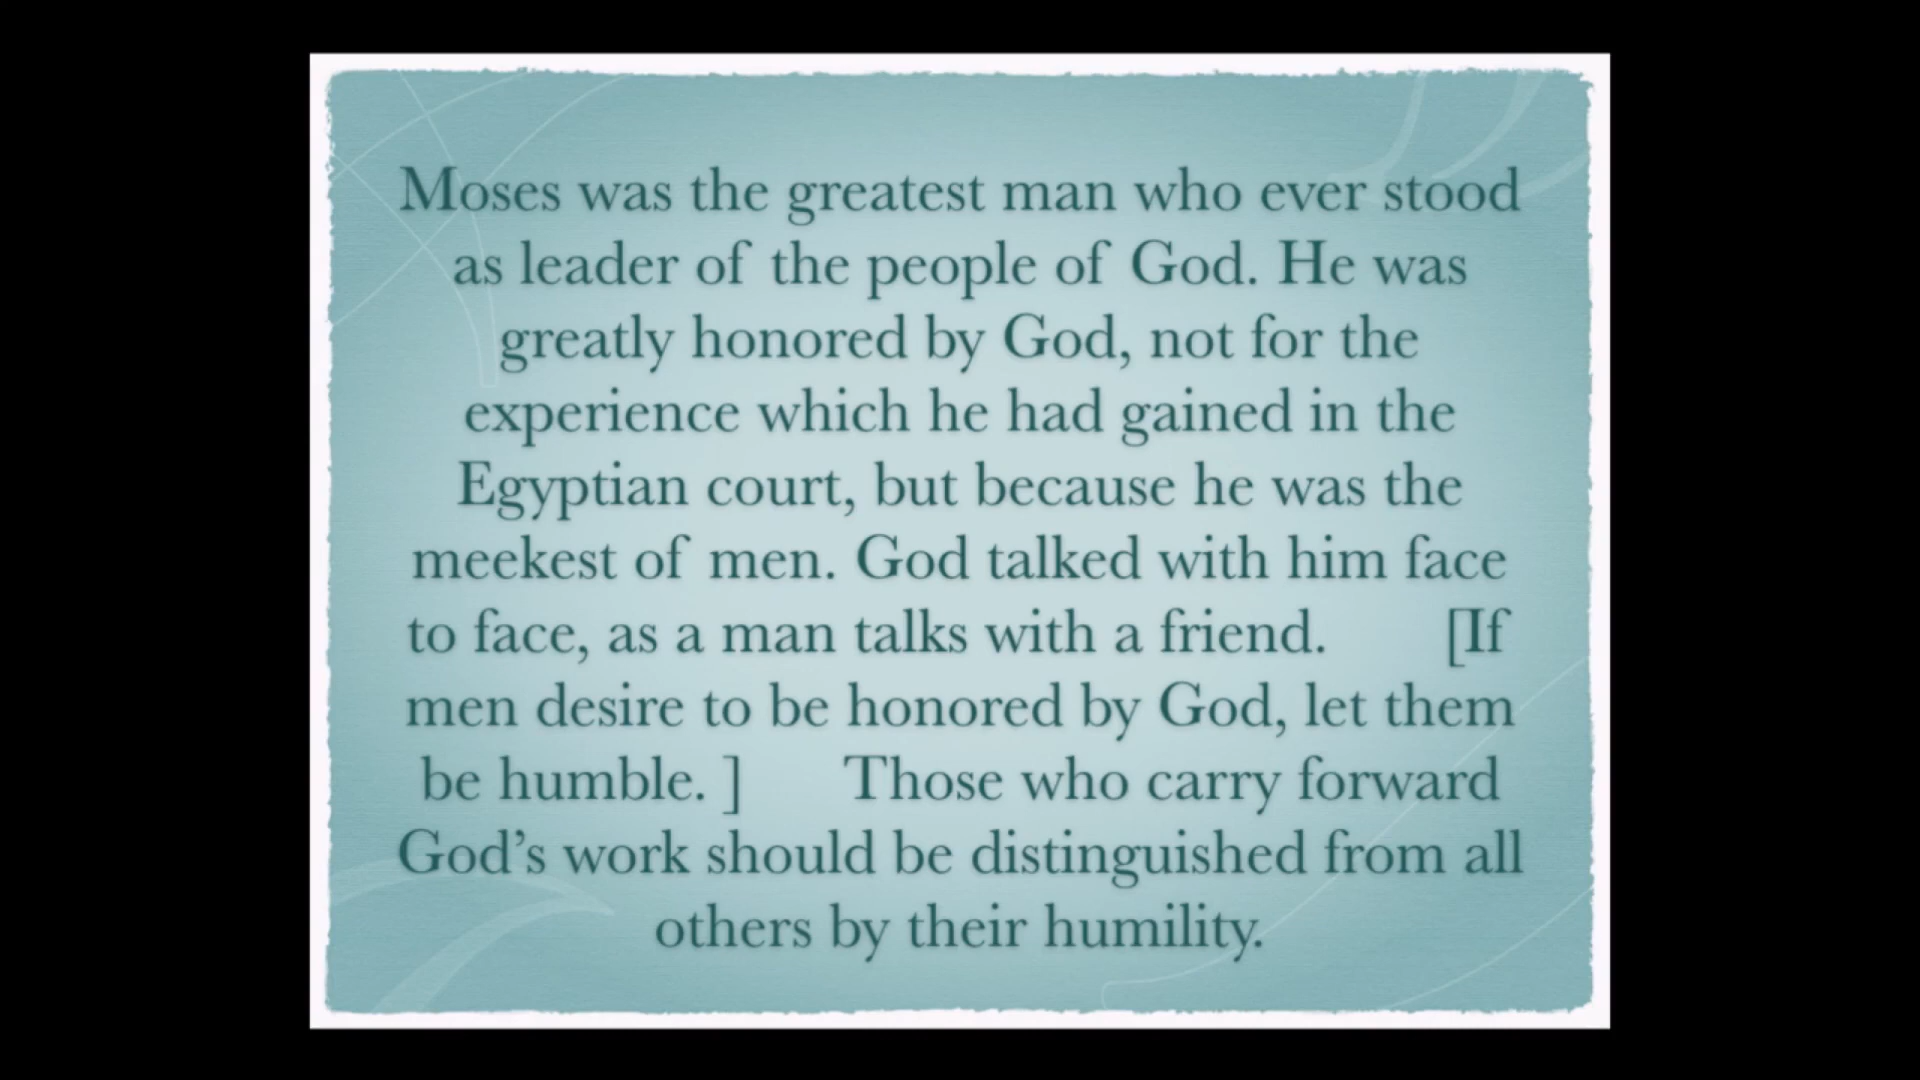 Moses was the greatest man who ever stood
as leader of the people of God. He was
greatly honored by God, not for the
experience which he had gained in the
Egyptian court, but because he was the
meekest of men. God talked with him face
to face, as a man talks with a friend. [If
men desire to be honored by God, let them
be humble. ] Those who carry forward
God’s work should be distinguished from all
others by their humility.